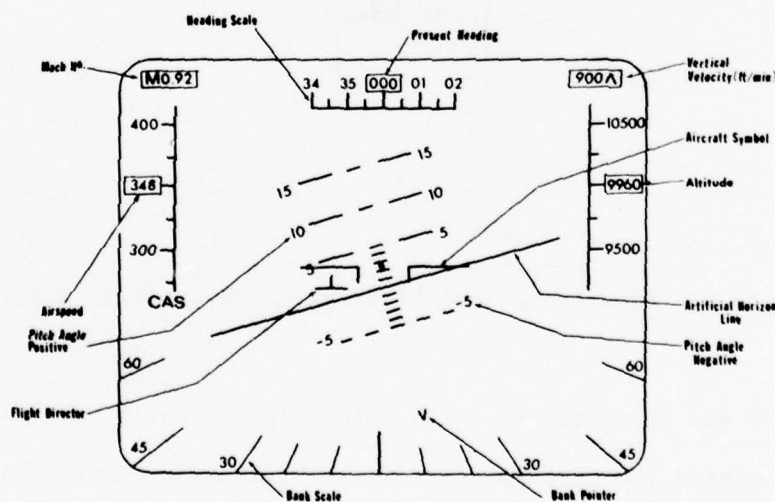 Heading Scale
Present Heading
Mach Nº.
M0.92
34 35 000 01 02
900Λ
Vertical
Velocity (ft/min)
400
10500
Aircraft Symbol
15 15
348
9960
Altitude
10 10
5
300
9500
5
CAS
Airspeed
Artificial Horizon
Line
Pitch Angle
Positive
-5
-5
Pitch Angle
Negative
60 60
Flight Director
V
45 45
30 30
Bank Scale
Bank Pointer